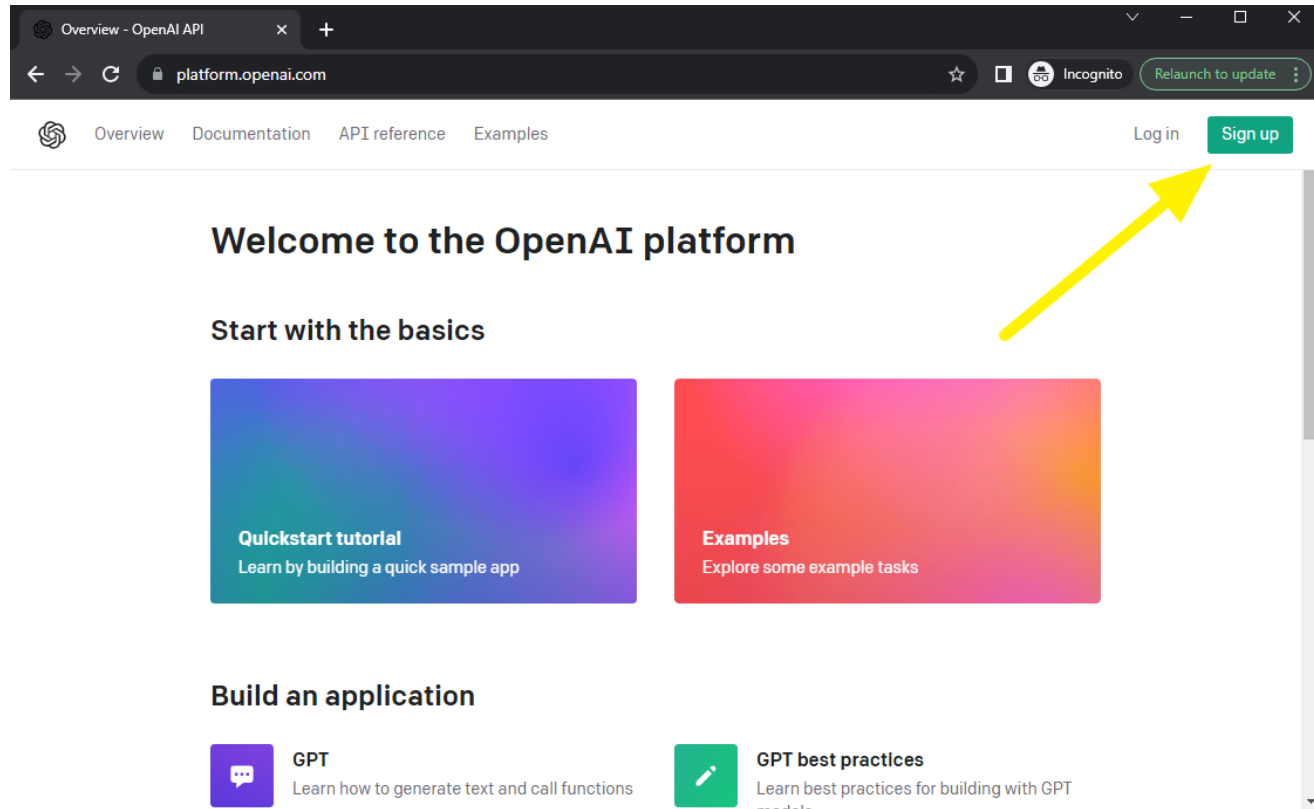 Overview - OpenAI API
platform.openai.com
Incognito
Relaunch to update
Overview Documentation API reference Examples
Log in
Sign up
Welcome to the OpenAI platform
Start with the basics
Quickstart tutorial
Learn by building a quick sample app
Examples
Explore some example tasks
Build an application
GPT
Learn how to generate text and call functions
GPT best practices
Learn best practices for building with GPT